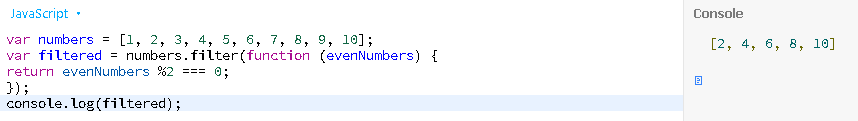 JavaScript
var numbers = [1, 2, 3, 4, 5, 6, 7, 8, 9, 10];
var filtered = numbers.filter(function (evenNumbers) {
return evenNumbers %2 === 0;
});
console.log(filtered);
Console
[2, 4, 6, 8, 10]